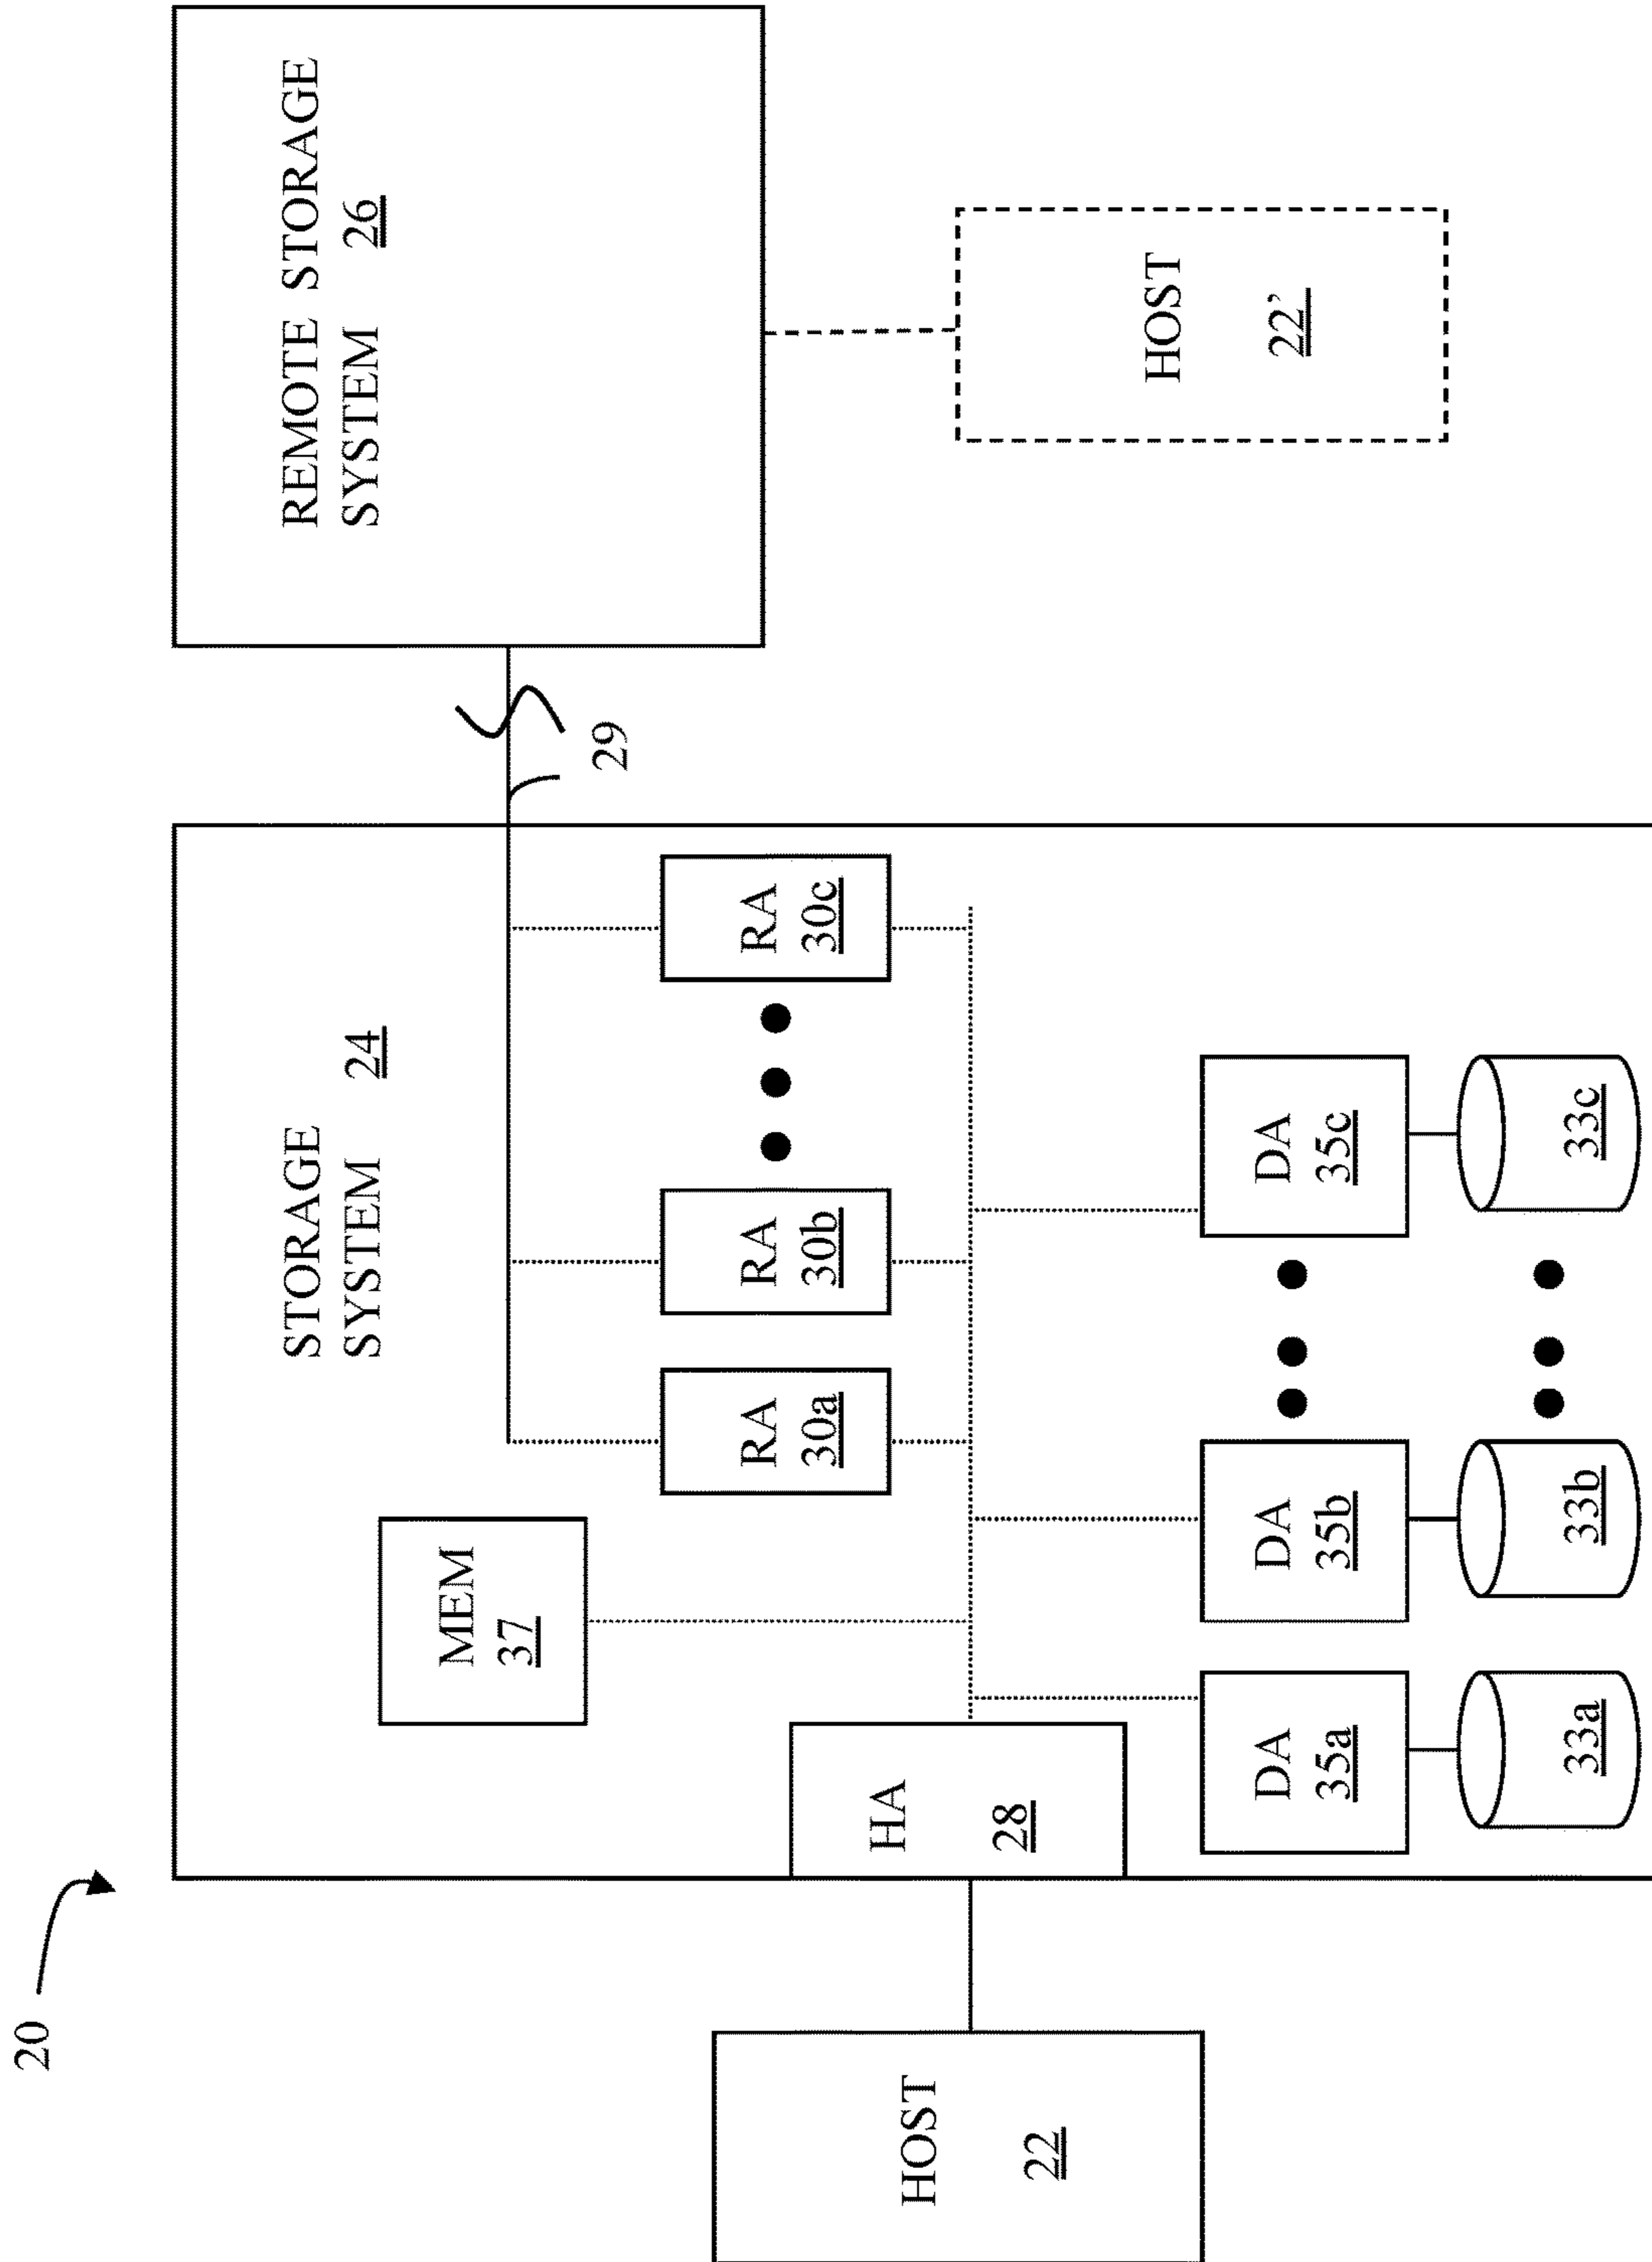 20
STORAGE
SYSTEM 24
REMOTE STORAGE
SYSTEM 26
MEM
37
29
RA
30a
RA
30b
RA
30c
HOST
22
HA
28
HOST
22’
DA
35a
DA
35b
DA
35c
33a
33b
33c